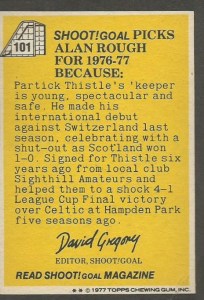 101
SHOOT!GOAL PICKS
ALAN ROUGH
FOR 1976-77
BECAUSE:
Partick Thistle's 'keeper
is young, spectacular and
safe. He made his
international debut
against Switzerland last
season, celebrating with a
shut-out as Scotland won
1-0. Signed for Thistle six
years ago from local club
Sighthill Amateurs and
helped them to a shock 4-1
League Cup Final victory
over Celtic at Hampden Park
five seasons ago.
David Gregory
EDITOR, SHOOT/GOAL
READ SHOOT!GOAL MAGAZINE
** © 1977 TOPPS CHEWING GUM, INC.